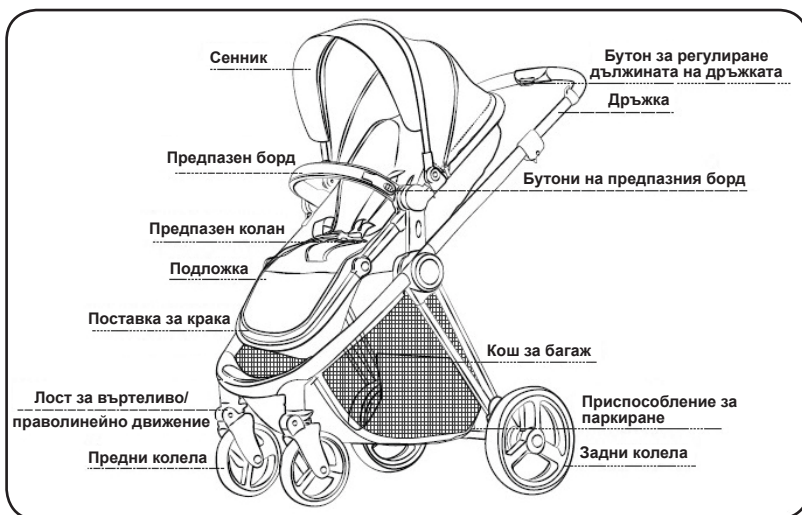 Сенник
Бутон за регулиране
дължината на дръжката
Дръжка
Предпазен борд
Бутони на предпазния борд
Предпазен колан
Подложка
Поставка за крака
Кош за багаж
Лост за въртеливо/
праволинейно движение
Приспособление за
паркиране
Предни колела
Задни колела